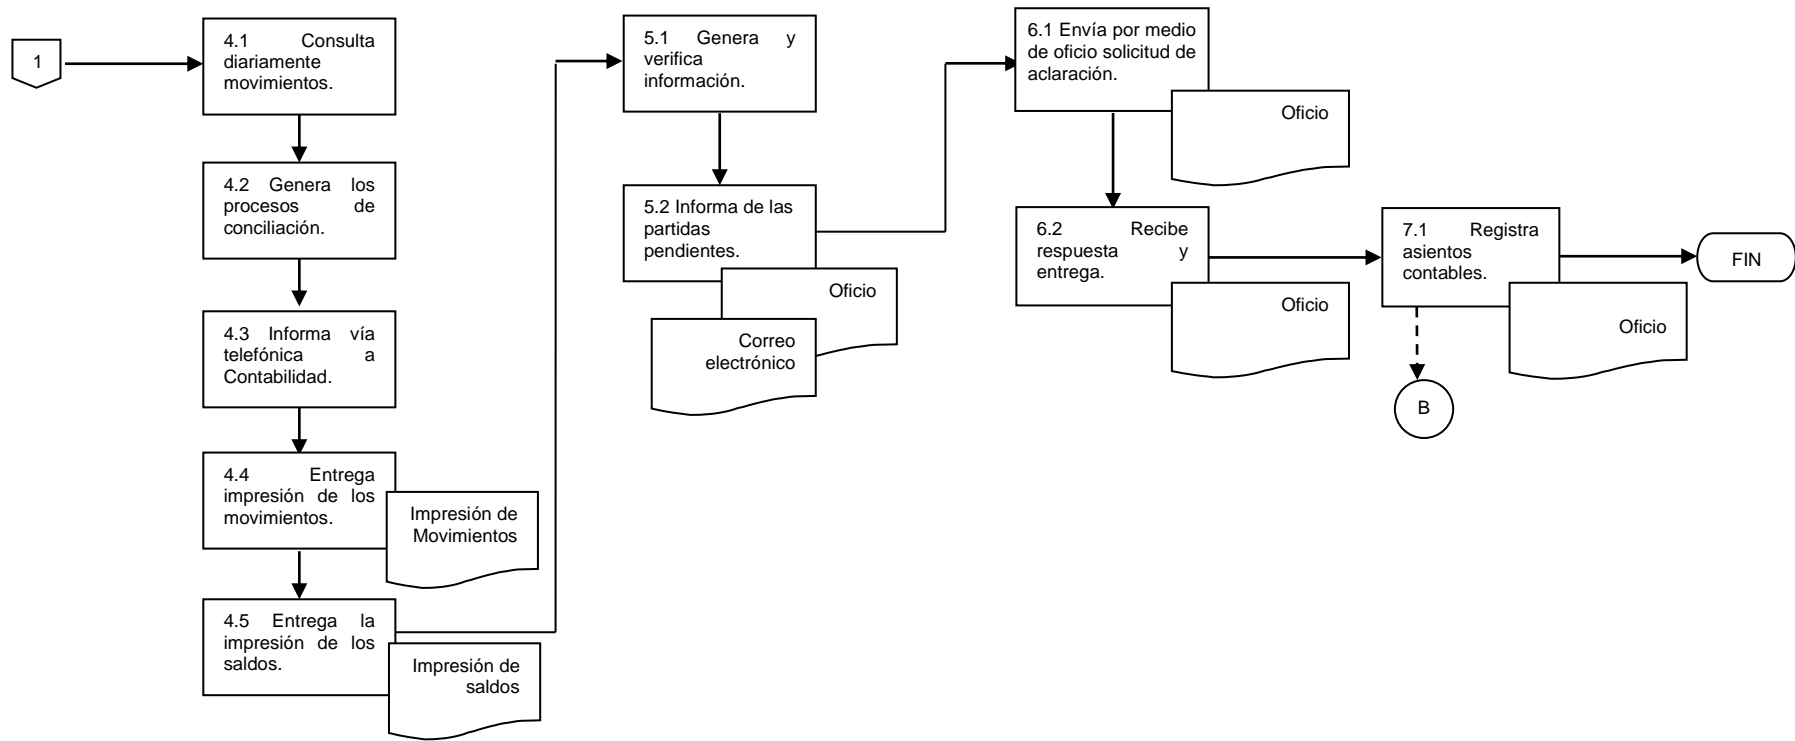 1
4.1 Consulta
diariamente
movimientos.
4.2 Genera los
procesos de
conciliación.
4.3 Informa vía
telefónica a
Contabilidad.
4.4 Entrega
impresión de los
movimientos.
Impresión de
Movimientos
4.5 Entrega la
impresión de los
saldos.
Impresión de
saldos
5.1 Genera y
verifica
información.
5.2 Informa de las
partidas
pendientes.
Oficio
Correo
electrónico
6.1 Envía por medio
de oficio solicitud de
aclaración.
Oficio
6.2 Recibe
respuesta y
entrega.
Oficio
7.1 Registra
asientos
contables.
Oficio
B
FIN